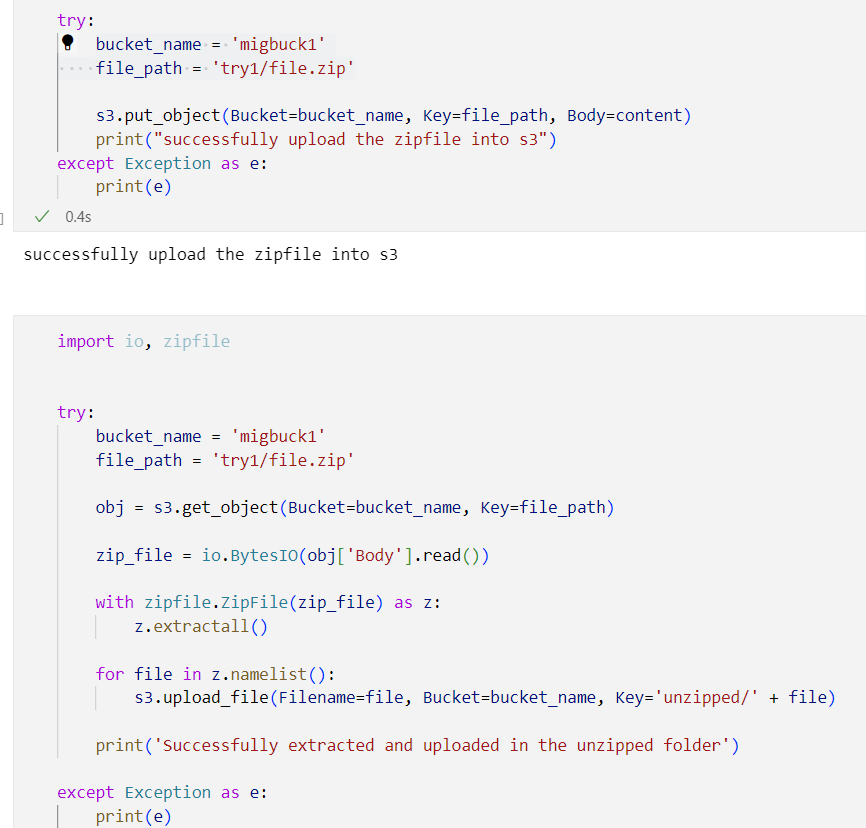 try:
bucket_name = 'migbuck1'
file_path = 'try1/file.zip'
s3.put_object(Bucket=bucket_name, Key=file_path, Body=content)
print("successfully upload the zipfile into s3")
except Exception as e:
print(e)
]
0.4s
successfully upload the zipfile into s3
import io, zipfile
try:
bucket_name = 'migbuck1'
file_path = 'try1/file.zip'
obj = s3.get_object(Bucket=bucket_name, Key=file_path)
zip_file = io.BytesIO(obj['Body'].read())
with zipfile.ZipFile(zip_file) as z:
z.extractall()
for file in z.namelist():
s3.upload_file(Filename=file, Bucket=bucket_name, Key='unzipped/' + file)
print('Successfully extracted and uploaded in the unzipped folder')
except Exception as e:
print(e)